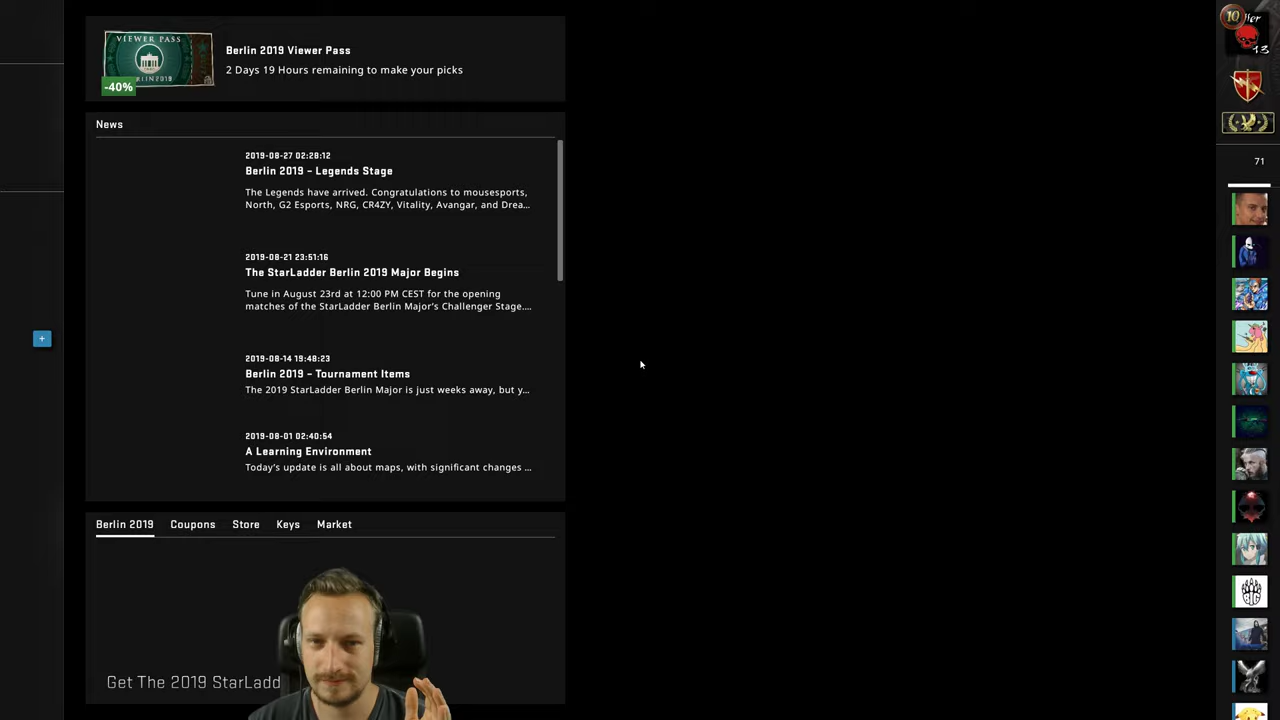 VIEWER PASS
BERLIN2019
-40%
Berlin 2019 Viewer Pass
2 Days 19 Hours remaining to make your picks
News
2019-08-27 02:28:12
Berlin 2019 – Legends Stage
The Legends have arrived. Congratulations to mousesports,
North, G2 Esports, NRG, CR4ZY, Vitality, Avangar, and Drea...
2019-08-21 23:51:16
The StarLadder Berlin 2019 Major Begins
Tune in August 23rd at 12:00 PM CEST for the opening
matches of the StarLadder Berlin Major's Challenger Stage....
2019-08-14 19:48:23
Berlin 2019 – Tournament Items
The 2019 StarLadder Berlin Major is just weeks away, but y...
2019-08-01 02:40:54
A Learning Environment
Today's update is all about maps, with significant changes ...
Berlin 2019 Coupons Store Keys Market
Get The 2019 StarLadd
+
10
13
71